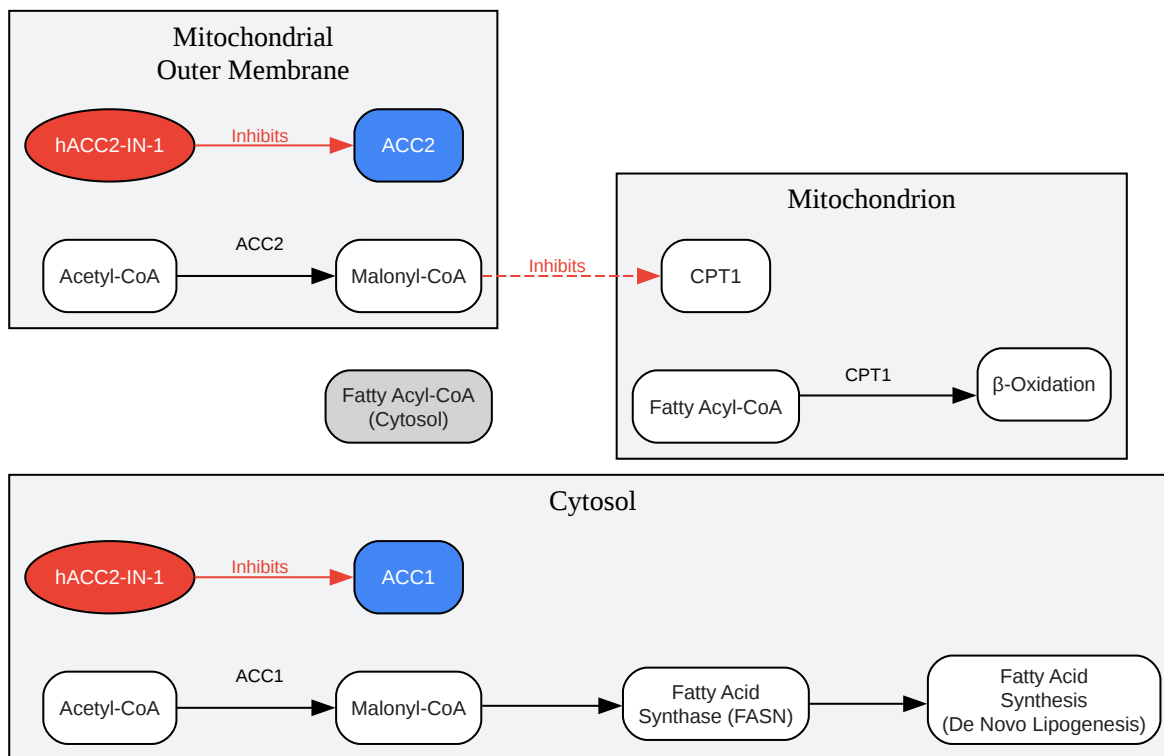 Mitochondrial
Outer Membrane
hACC2-IN-1
Inhibits
ACC2
Acetyl-CoA
ACC2
Malonyl-CoA
Inhibits
Mitochondrion
CPT1
Fatty Acyl-CoA
CPT1
β-Oxidation
Fatty Acyl-CoA
(Cytosol)
Cytosol
hACC2-IN-1
Inhibits
ACC1
Acetyl-CoA
ACC1
Malonyl-CoA
Fatty Acid
Synthase (FASN)
Fatty Acid
Synthesis
(De Novo Lipogenesis)